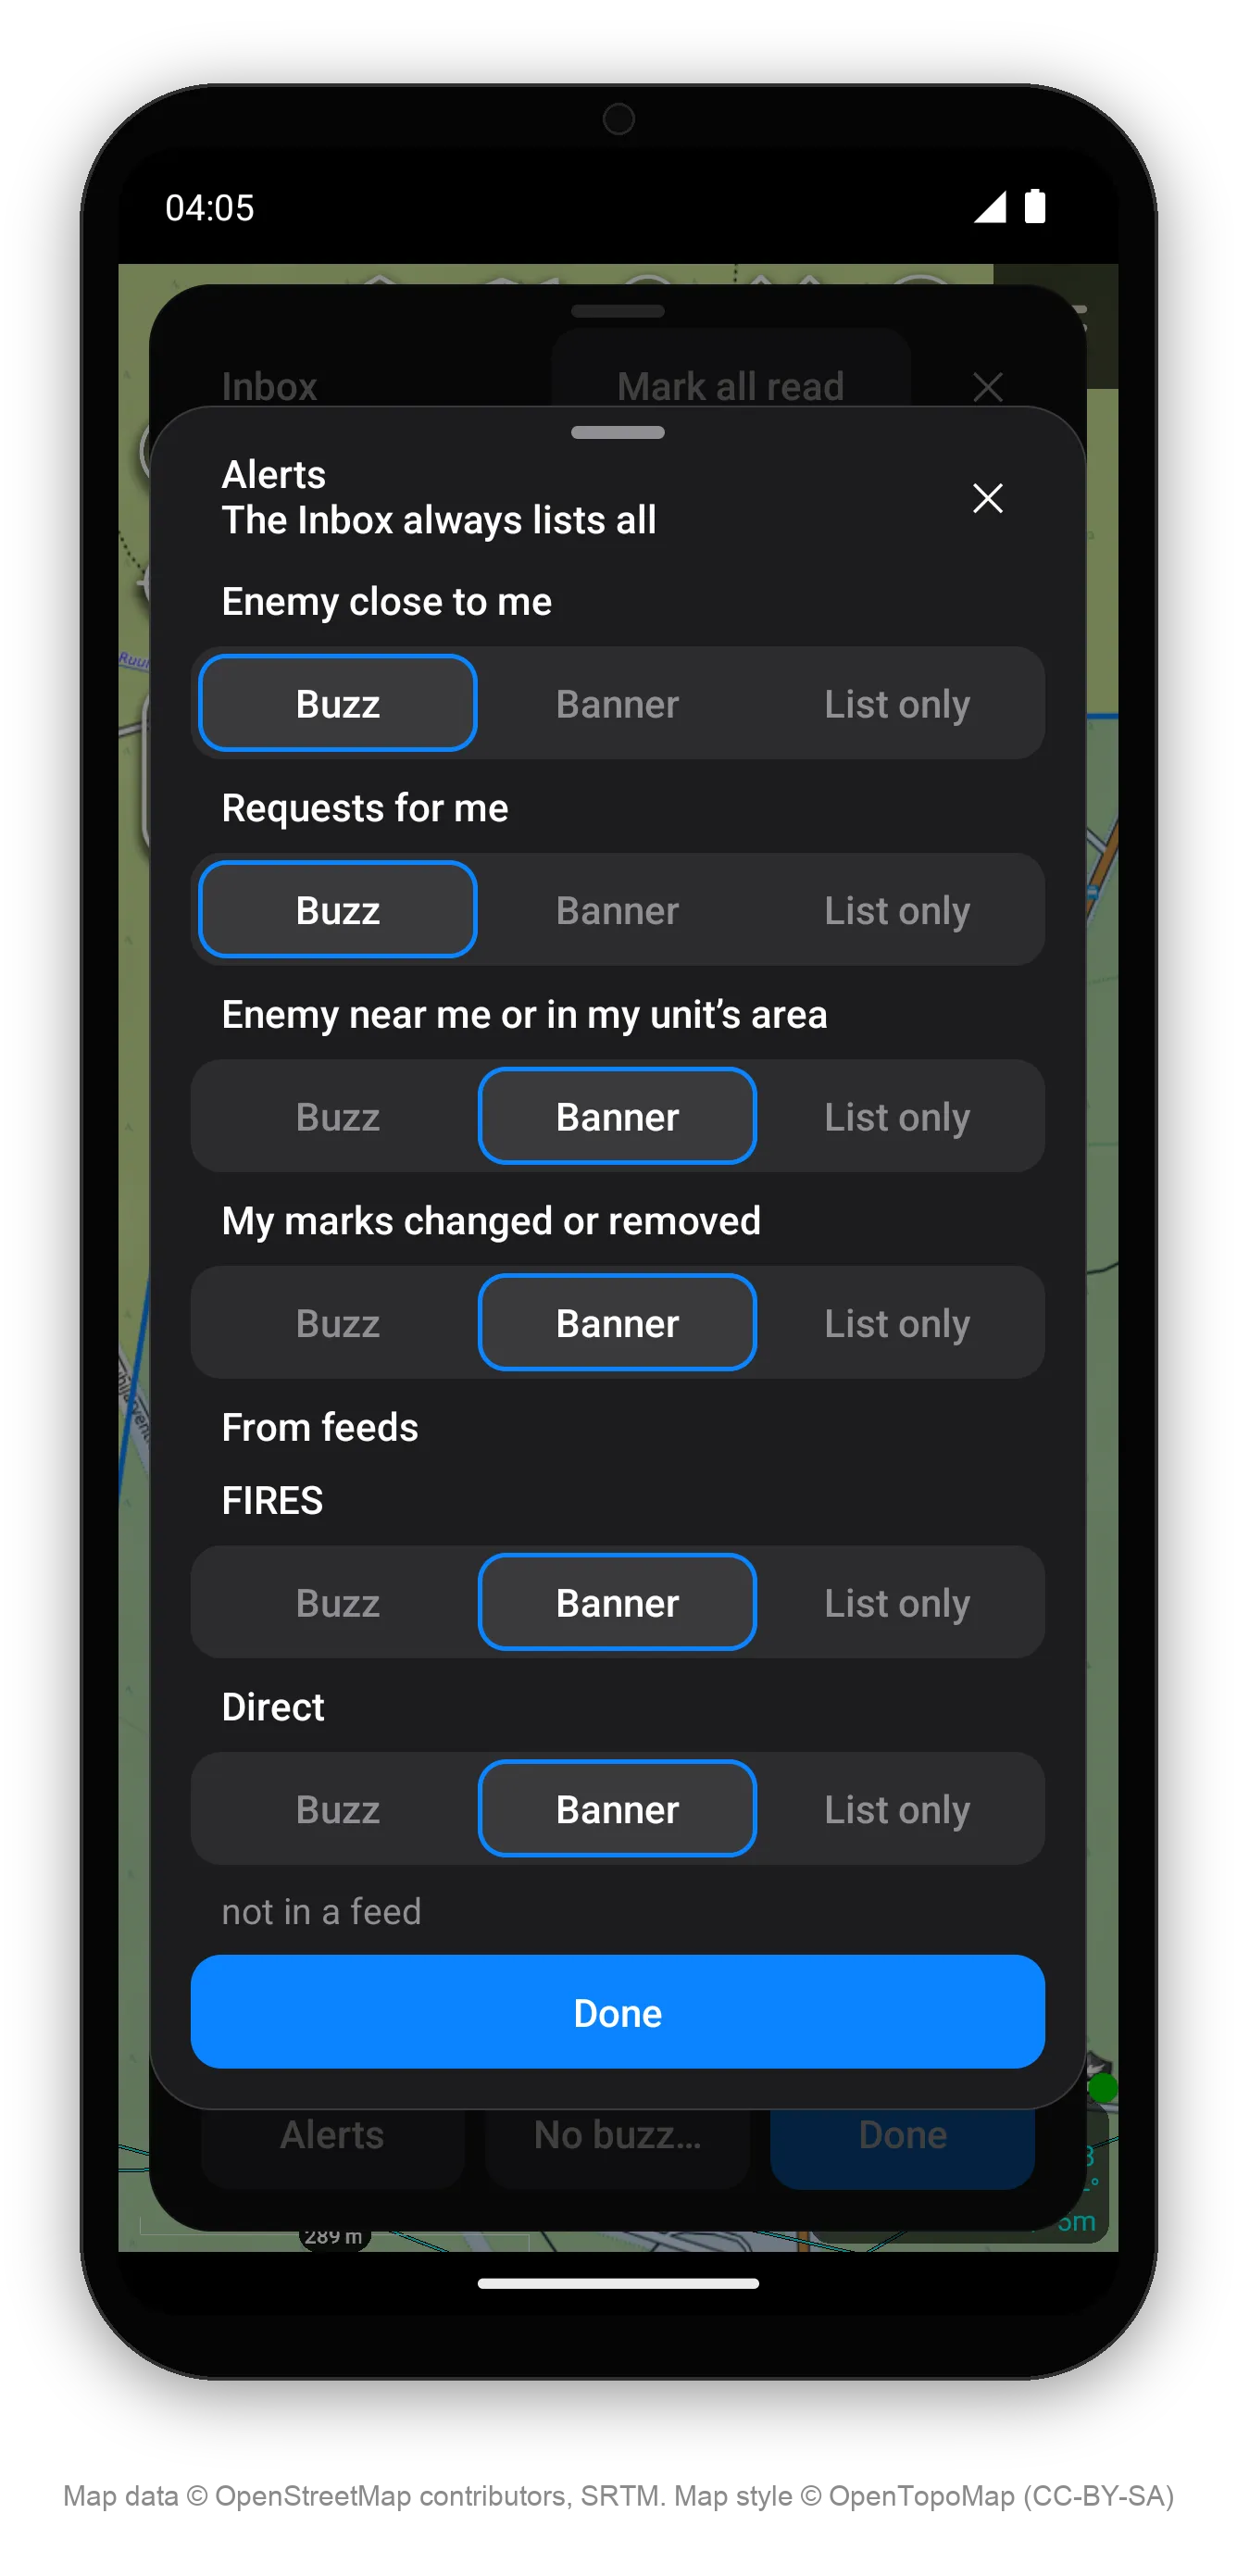 04:05
Inbox
Mark all read
Alerts
The Inbox always lists all
Enemy close to me
Buzz Banner List only
Requests for me
Buzz Banner List only
Enemy near me or in my unit’s area
Buzz Banner List only
My marks changed or removed
Buzz Banner List only
From feeds
FIRES
Buzz Banner List only
Direct
Buzz Banner List only
not in a feed
Done
Alerts No buzz... Done
5m
289 m
Map data © OpenStreetMap contributors, SRTM. Map style © OpenTopoMap (CC-BY-SA)